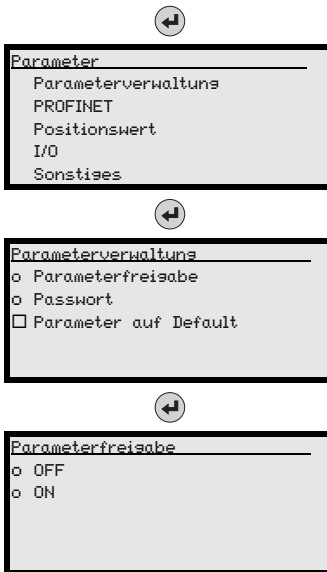 Parameter
Parameterverwaltung
PROFINET
Positionswert
I/O
Sonstiges
Parameterverwaltung
o Parameterfreigabe
o Passwort
☐ Parameter auf Default
Parameterfreigabe
o OFF
o ON